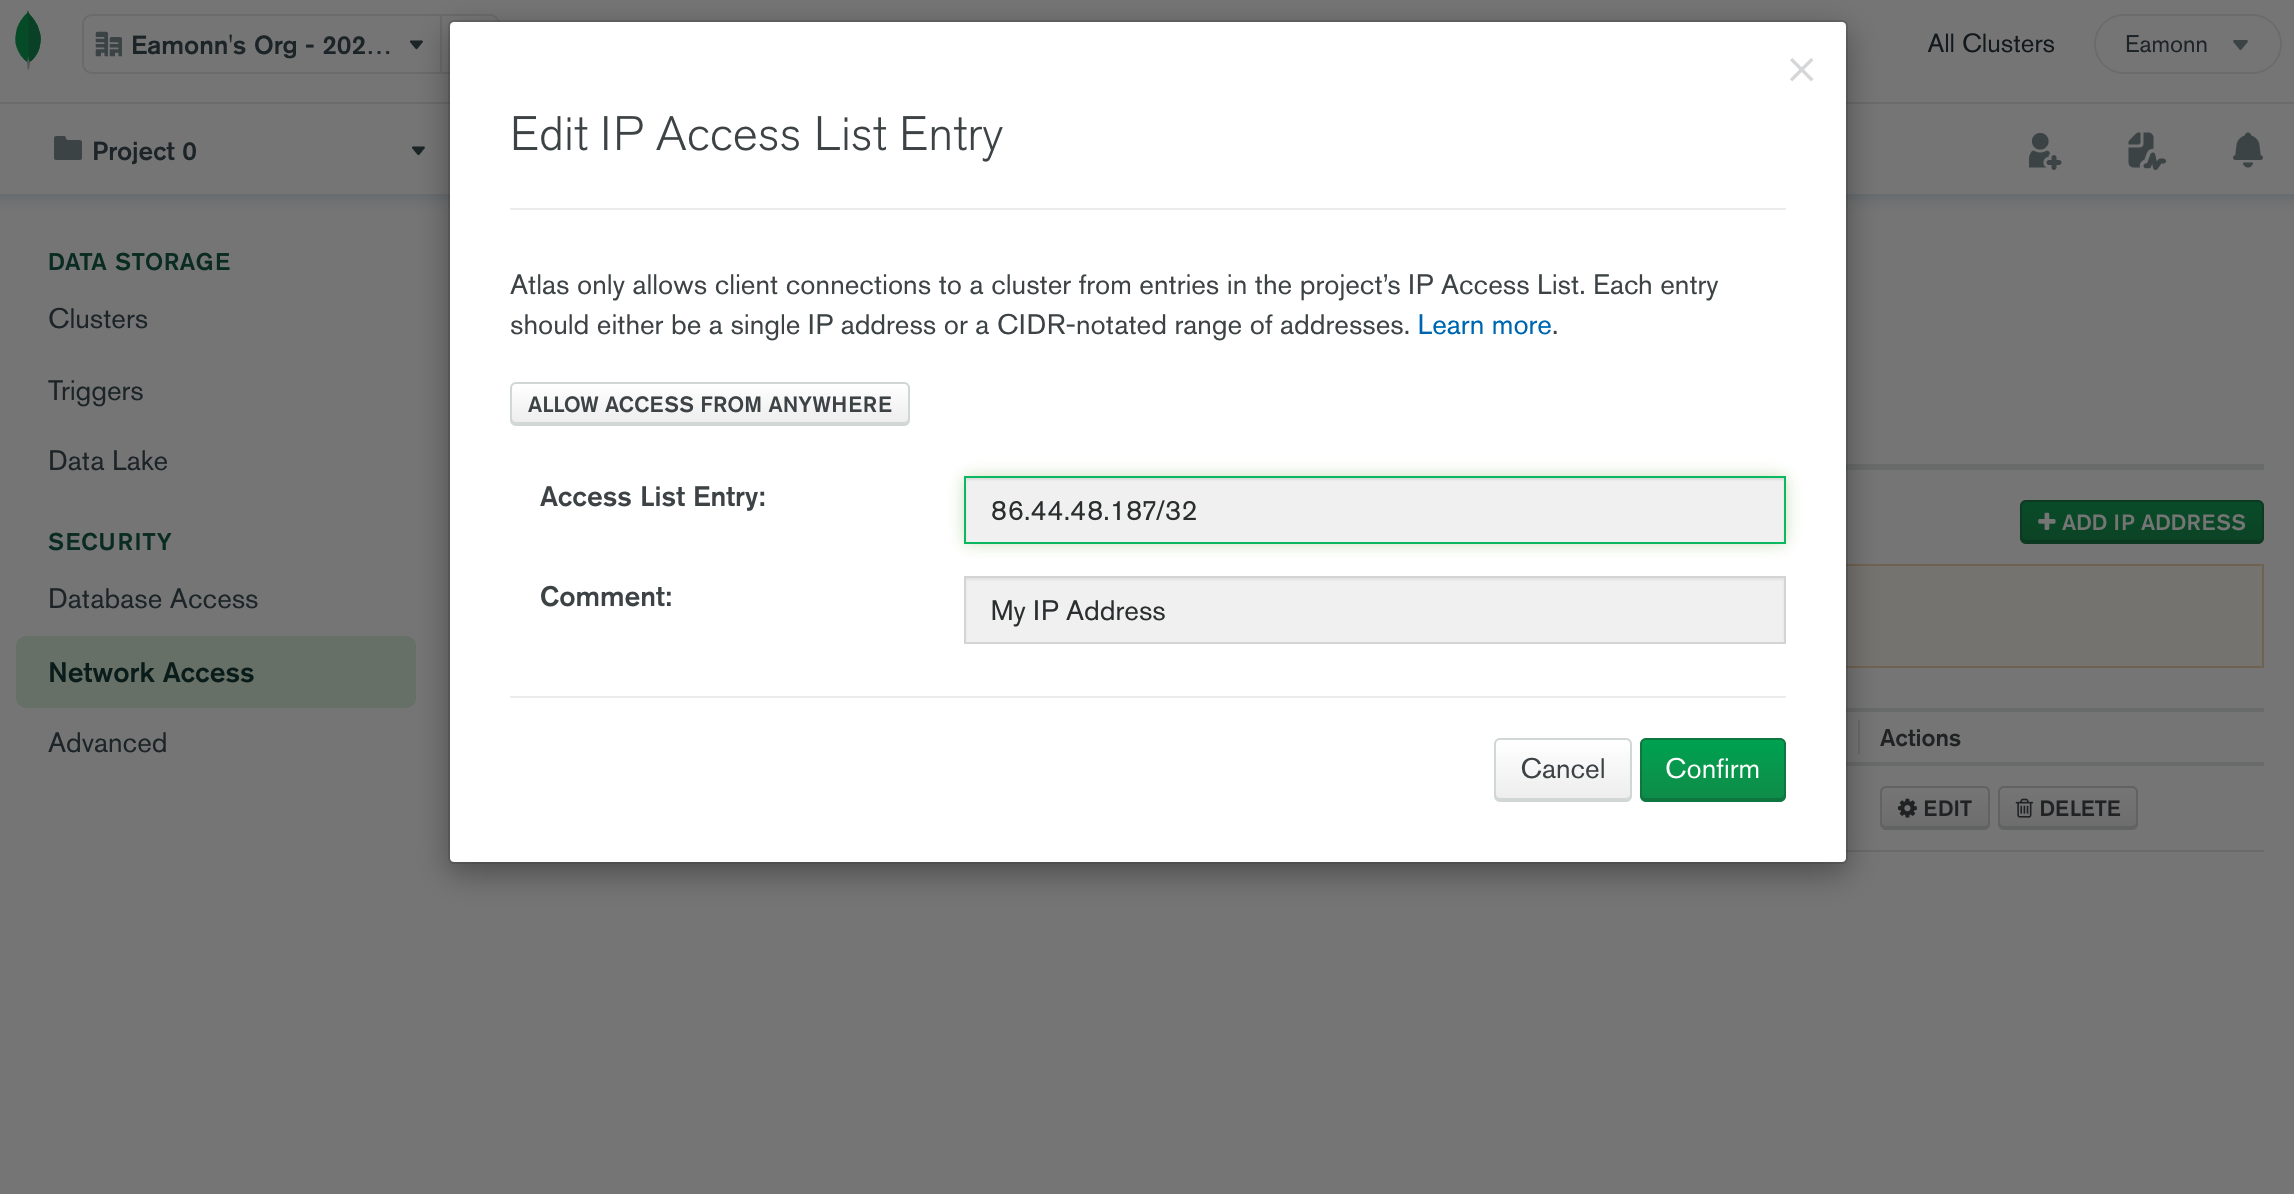 Eamonn's Org - 202...
All Clusters
Eamonn
Project 0
DATA STORAGE
Clusters
Triggers
Data Lake
SECURITY
Database Access
Network Access
Advanced
Edit IP Access List Entry
Atlas only allows client connections to a cluster from entries in the project’s IP Access List. Each entry
should either be a single IP address or a CIDR-notated range of addresses. Learn more.
ALLOW ACCESS FROM ANYWHERE
Access List Entry:
86.44.48.187/32
Comment:
My IP Address
Cancel
Confirm
ADD IP ADDRESS
Actions
EDIT
DELETE